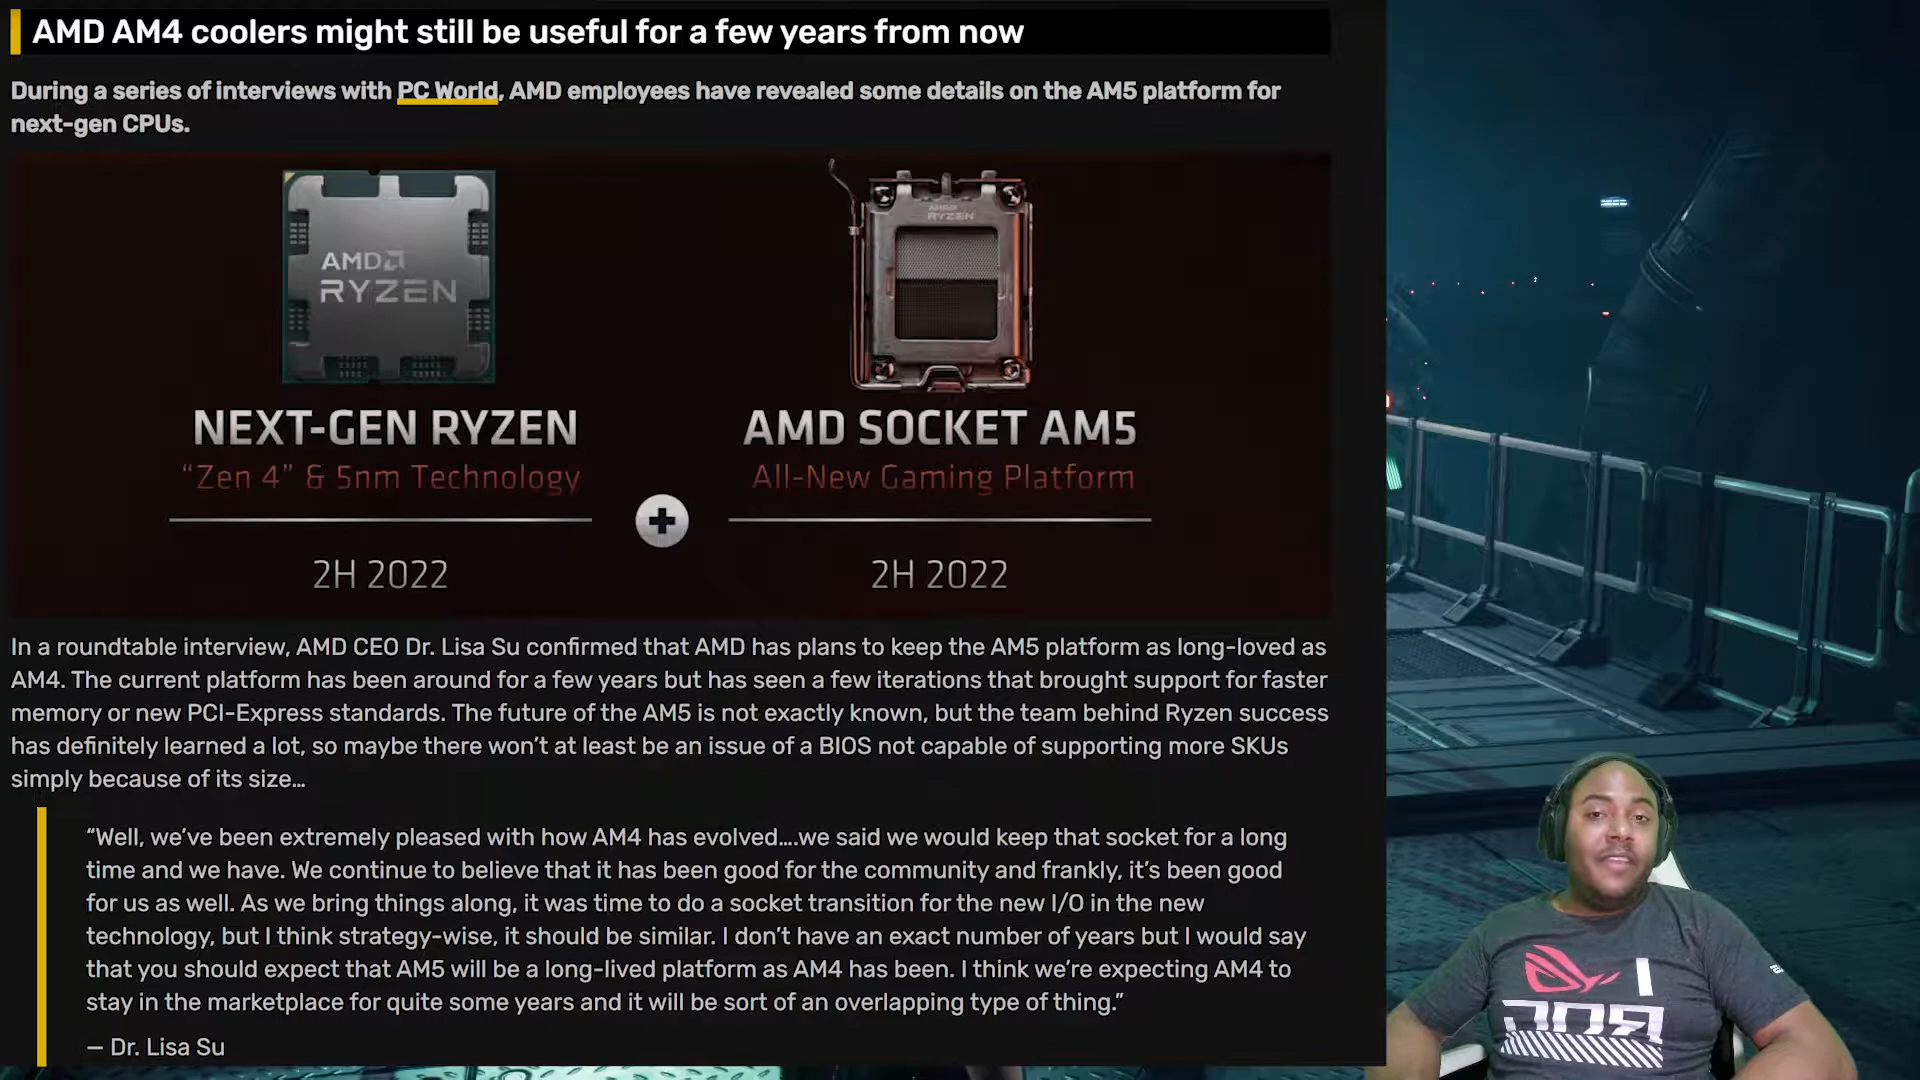 AMD AM4 coolers might still be useful for a few years from now
During a series of interviews with PC World, AMD employees have revealed some details on the AM5 platform for
next-gen CPUs.
AMD
RYZEN
RYZEN
NEXT-GEN RYZEN
“Zen 4” & 5nm Technology
2H 2022
AMD SOCKET AM5
All-New Gaming Platform
2H 2022
In a roundtable interview, AMD CEO Dr. Lisa Su confirmed that AMD has plans to keep the AM5 platform as long-loved as
AM4. The current platform has been around for a few years but has seen a few iterations that brought support for faster
memory or new PCI-Express standards. The future of the AM5 is not exactly known, but the team behind Ryzen success
has definitely learned a lot, so maybe there won’t at least be an issue of a BIOS not capable of supporting more SKUs
simply because of its size…
“Well, we’ve been extremely pleased with how AM4 has evolved….we said we would keep that socket for a long
time and we have. We continue to believe that it has been good for the community and frankly, it’s been good
for us as well. As we bring things along, it was time to do a socket transition for the new I/O in the new
technology, but I think strategy-wise, it should be similar. I don’t have an exact number of years but I would say
that you should expect that AM5 will be a long-lived platform as AM4 has been. I think we’re expecting AM4 to
stay in the marketplace for quite some years and it will be sort of an overlapping type of thing.”
— Dr. Lisa Su